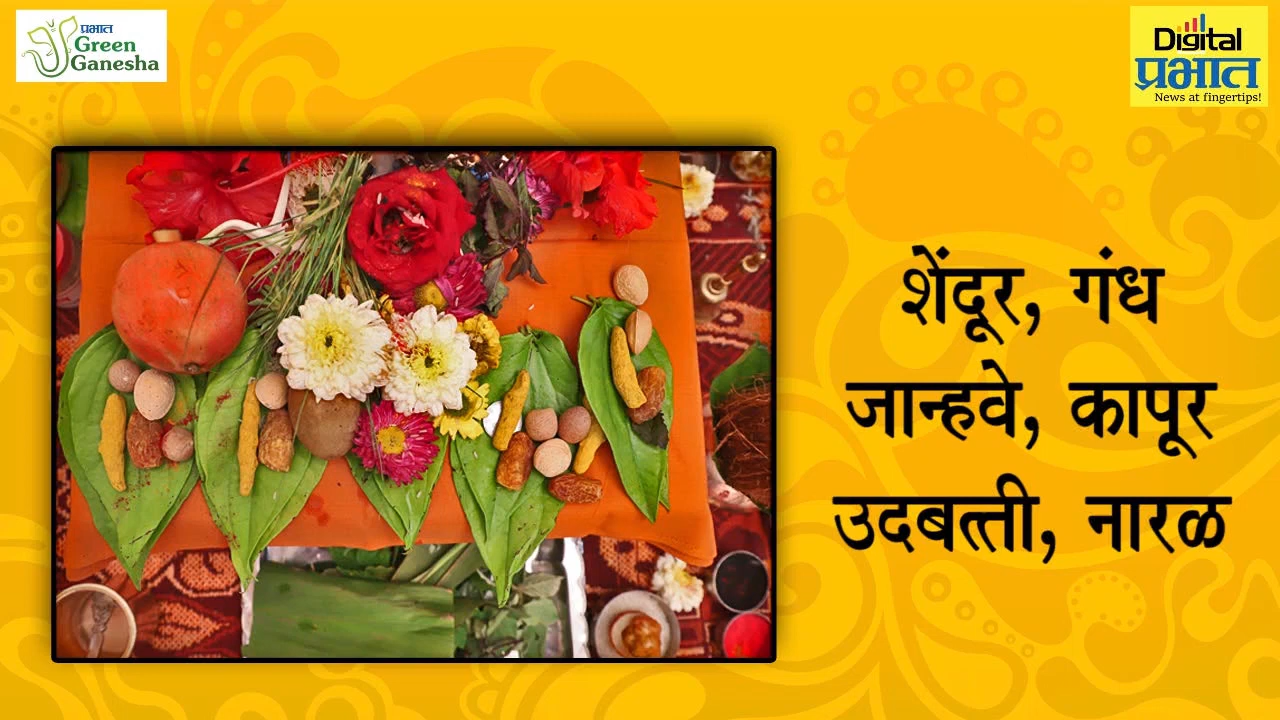 प्रभात
Green
Ganesha
Digital
प्रभात
News at fingertips!
शेंदूर, गंध
जान्हवे, कापूर
उदबत्ती, नारळ